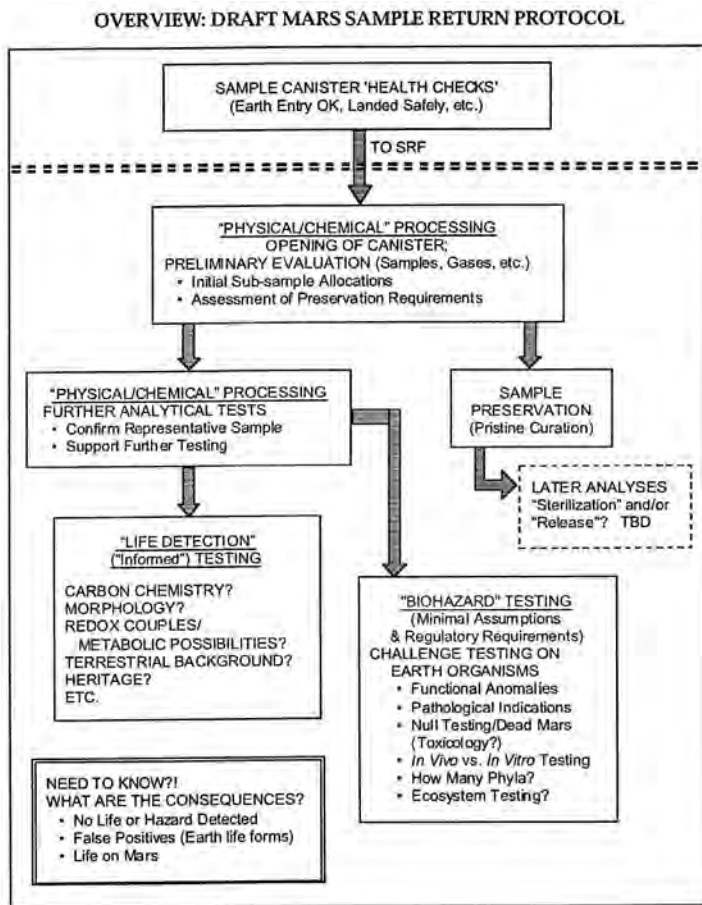 OVERVIEW: DRAFT MARS SAMPLE RETURN PROTOCOL
SAMPLE CANISTER 'HEALTH CHECKS'
(Earth Entry OK, Landed Safely, etc.)
TO SRF
"PHYSICAL/CHEMICAL" PROCESSING
OPENING OF CANISTER;
PRELIMINARY EVALUATION (Samples, Gases, etc.)
• Initial Sub-sample Allocations
• Assessment of Preservation Requirements
"PHYSICAL/CHEMICAL" PROCESSING
FURTHER ANALYTICAL TESTS
• Confirm Representative Sample
• Support Further Testing
SAMPLE
PRESERVATION
(Pristine Curation)
LATER ANALYSES
"Sterilization" and/or
"Release"? TBD
"LIFE DETECTION"
("Informed") TESTING
CARBON CHEMISTRY?
MORPHOLOGY?
REDOX COUPLES/
METABOLIC POSSIBILITIES?
TERRESTRIAL BACKGROUND?
HERITAGE?
ETC.
"BIOHAZARD" TESTING
(Minimal Assumptions
& Regulatory Requirements)
CHALLENGE TESTING ON
EARTH ORGANISMS
• Functional Anomalies
• Pathological Indications
• Null Testing/Dead Mars
(Toxicology?)
• In Vivo vs. In Vitro Testing
• How Many Phyla?
• Ecosystem Testing?
NEED TO KNOW?!
WHAT ARE THE CONSEQUENCES?
• No Life or Hazard Detected
• False Positives (Earth life forms)
• Life on Mars